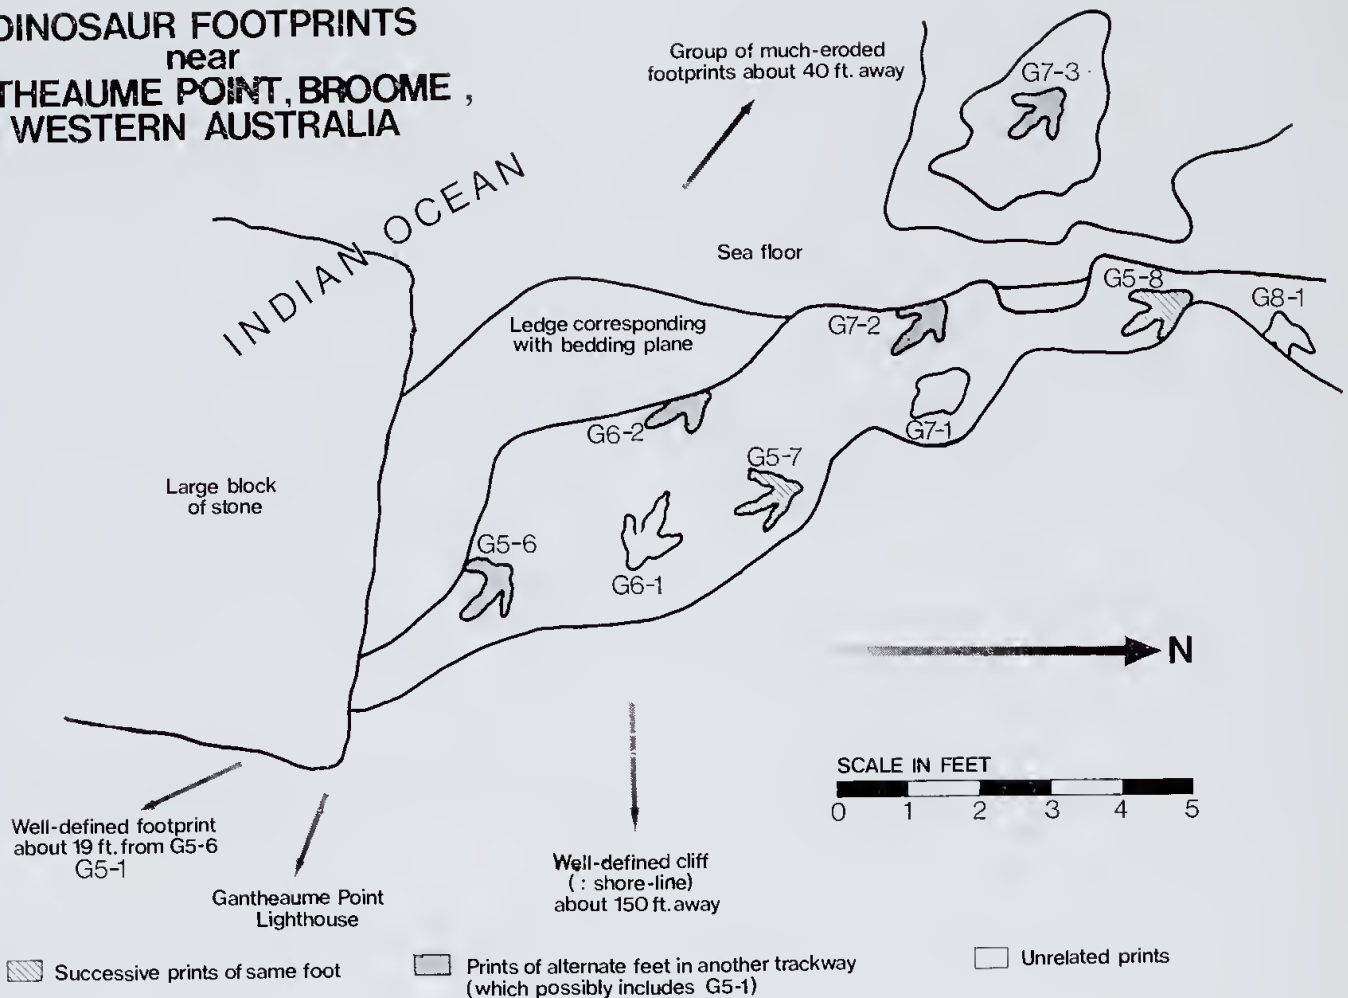 DINOSAUR FOOTPRINTS
near
THEAUME POINT, BROOME ,
WESTERN AUSTRALIA
Group of much-eroded
footprints about 40 ft. away
G7-3
INDIAN OCEAN
Sea floor
G5-8
G8-1
Ledge corresponding
with bedding plane
G7-2
G6-2
G7-1
G5-7
Large block
of stone
G5-6
G6-1
N
SCALE IN FEET
0 1 2 3 4 5
Well-defined footprint
about 19 ft. from G5-6
G5-1
Gantheaume Point
Lighthouse
Well-defined cliff
( : shore-line)
about 150 ft. away
Successive prints of same foot
Prints of alternate feet in another trackway
(which possibly includes G5-1)
Unrelated prints